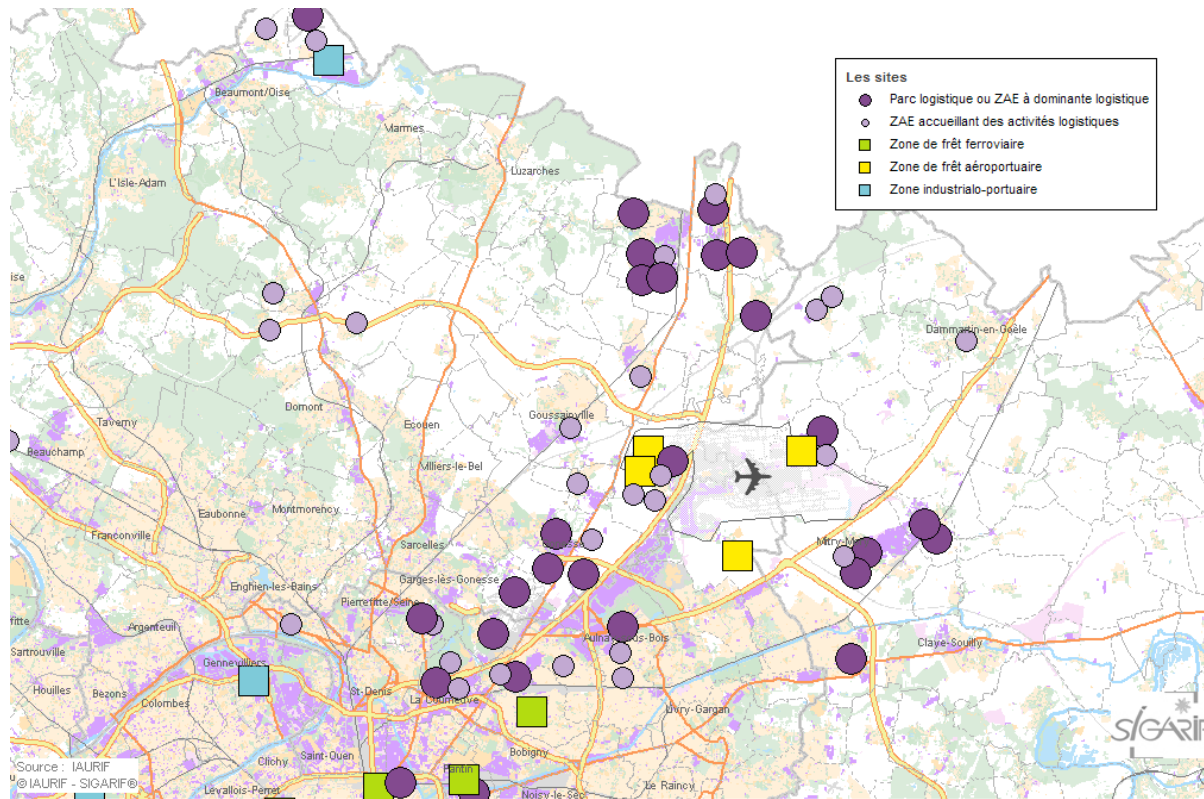 Les sites
Parc logistique ou ZAE à dominante logistique
ZAE accueillant des activités logistiques
Zone de frêt ferroviaire
Zone de frêt aéroportuaire
Zone industrialo-portuaire
Beaumont/Oise
Viarmes
Luzarches
L'Isle-Adam
Dammartin-en-Goële
Domont
Goussainville
Taverny
Ecouen
Beauchamp
Villiers-le-Bel
Eaubonne
Montmorency
Franconville
Sarcelles
Enghien-les-Bains
Garges-lès-Gonesse
Pierrefitte/Seine
Argenteuil
Sartrouville
Gennevilliers
Claye-Souilly
Houilles
Bezons
St-Denis
La Courneuve
Colombes
Livry-Gargan
Saint-Ouen
Bobigny
Clichy
Pantin
Source : IAURIF
© IAURIF - SIGARIF®
Levallois-Perret
Noisy-le-Sec
Le Raincy